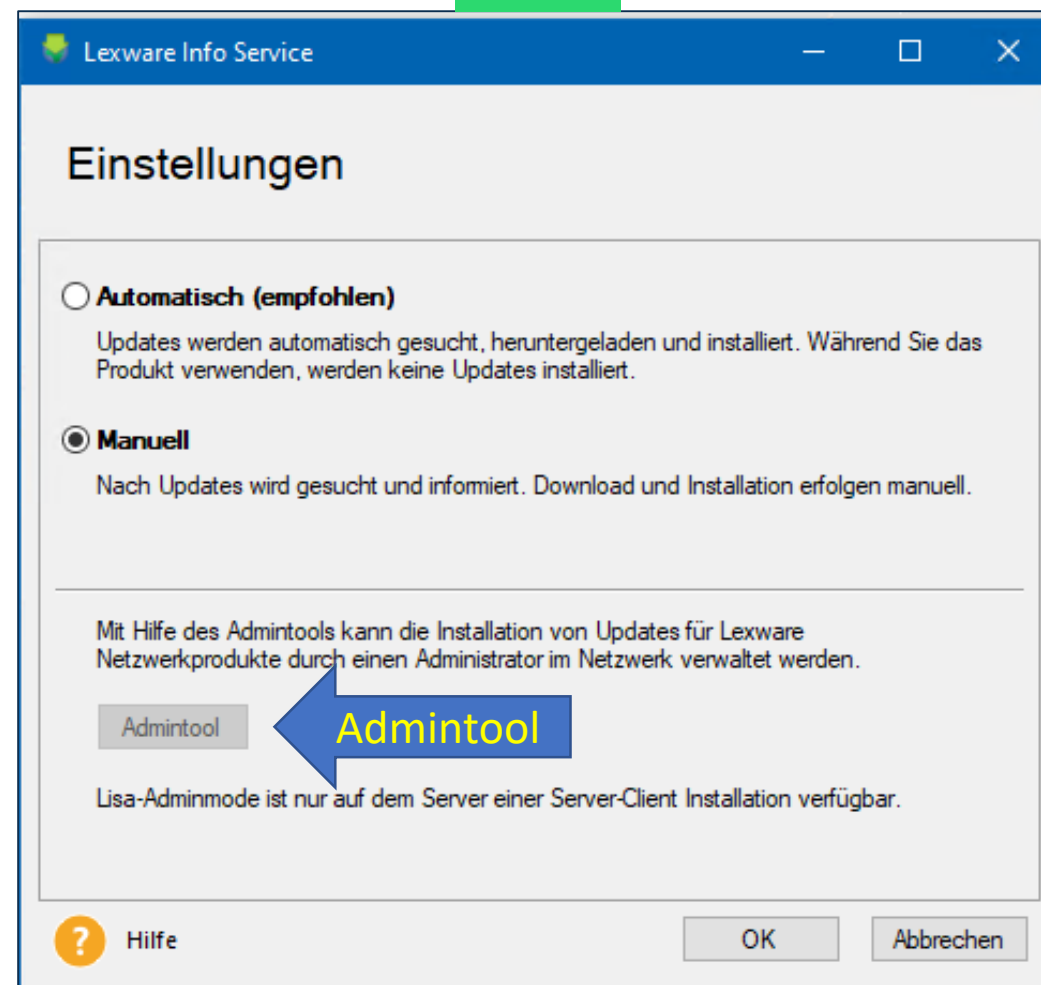 Lexware Info Service
Einstellungen
Automatisch (empfohlen)
Updates werden automatisch gesucht, heruntergeladen und installiert. Während Sie das
Produkt verwenden, werden keine Updates installiert.
Manuell
Nach Updates wird gesucht und informiert. Download und Installation erfolgen manuell.
Mit Hilfe des Admintools kann die Installation von Updates für Lexware
Netzwerkprodukte durch einen Administrator im Netzwerk verwaltet werden.
Admintool
Admintool
Lisa-Adminmode ist nur auf dem Server einer Server-Client Installation verfügbar.
? Hilfe
OK
Abbrechen